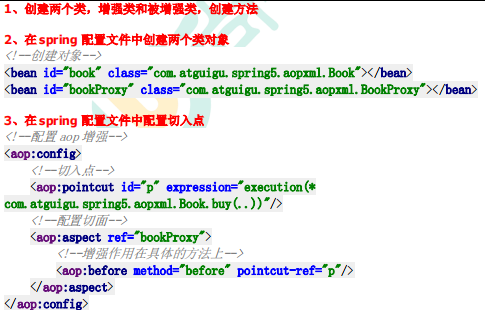 1、创建两个类，增强类和被增强类，创建方法
2、在 spring 配置文件中创建两个类对象
<!--创建对象-->
<bean id="book" class="com.atguigu.spring5.aopxml.Book"></bean>
<bean id="bookProxy" class="com.atguigu.spring5.aopxml.BookProxy"></bean>
3、在 spring 配置文件中配置切入点
<!--配置 aop 增强-->
<aop:config>
<!--切入点-->
<aop:pointcut id="p" expression="execution(*
com.atguigu.spring5.aopxml.Book.buy(..))"/>
<!--配置切面-->
<aop:aspect ref="bookProxy">
<!--增强作用在具体的方法上-->
<aop:before method="before" pointcut-ref="p"/>
</aop:aspect>
</aop:config>